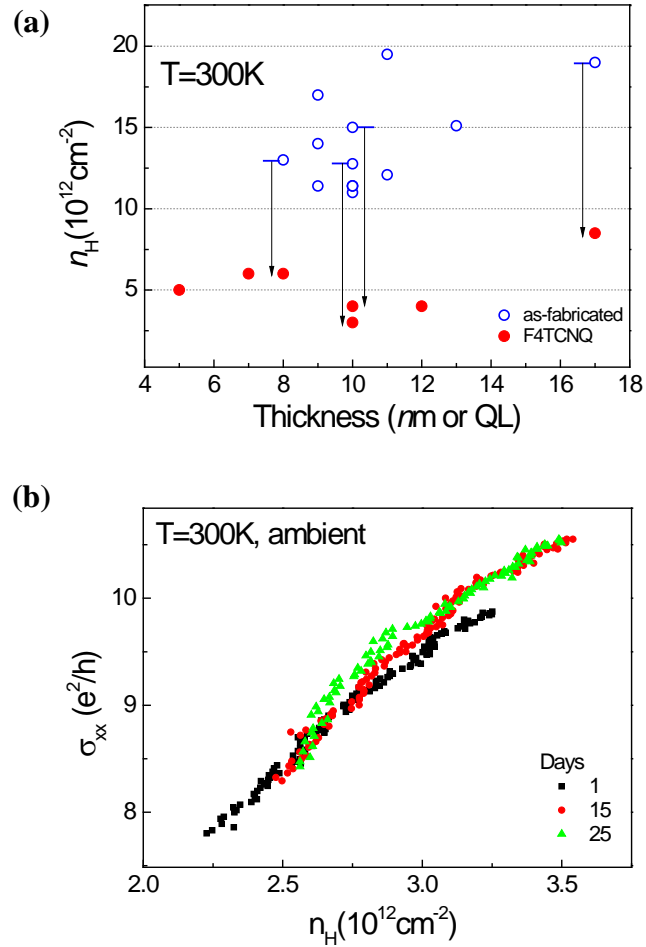 (a)
T=300K
20
15
10
5
n_H(10^12cm^-2)
as-fabricated
F4TCNQ
4 6 8 10 12 14 16 18
Thickness (nm or QL)
(b)
T=300K, ambient
10
9
8
σ_xx (e^2/h)
Days
1
15
25
2.0 2.5 3.0 3.5
n_H(10^12cm^-2)